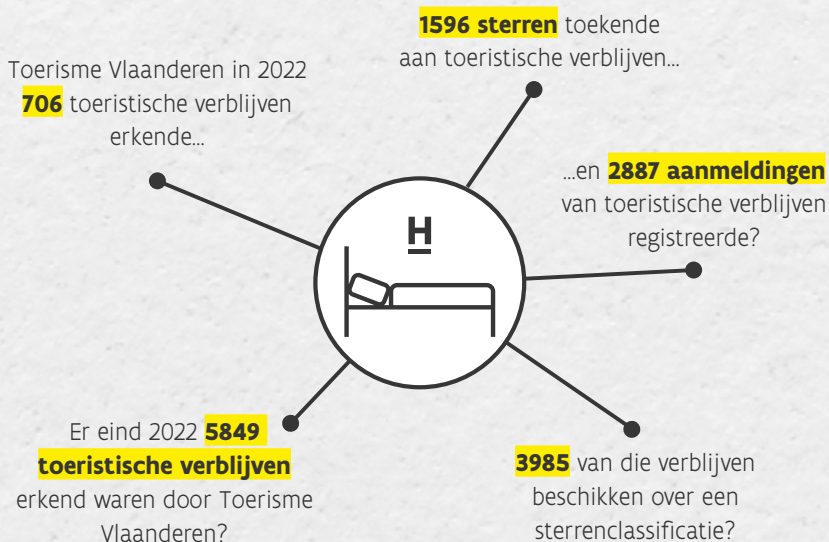 Toerisme Vlaanderen in 2022
706 toeristische verblijven
erkende...
1596 sterren toekende
aan toeristische verblijven...
...en 2887 aanmeldingen
van toeristische verblijven
registreerde?
H
Er eind 2022 5849
toeristische verblijven
erkend waren door Toerisme
Vlaanderen?
3985 van die verblijven
beschikken over een
sterrenclassificatie?